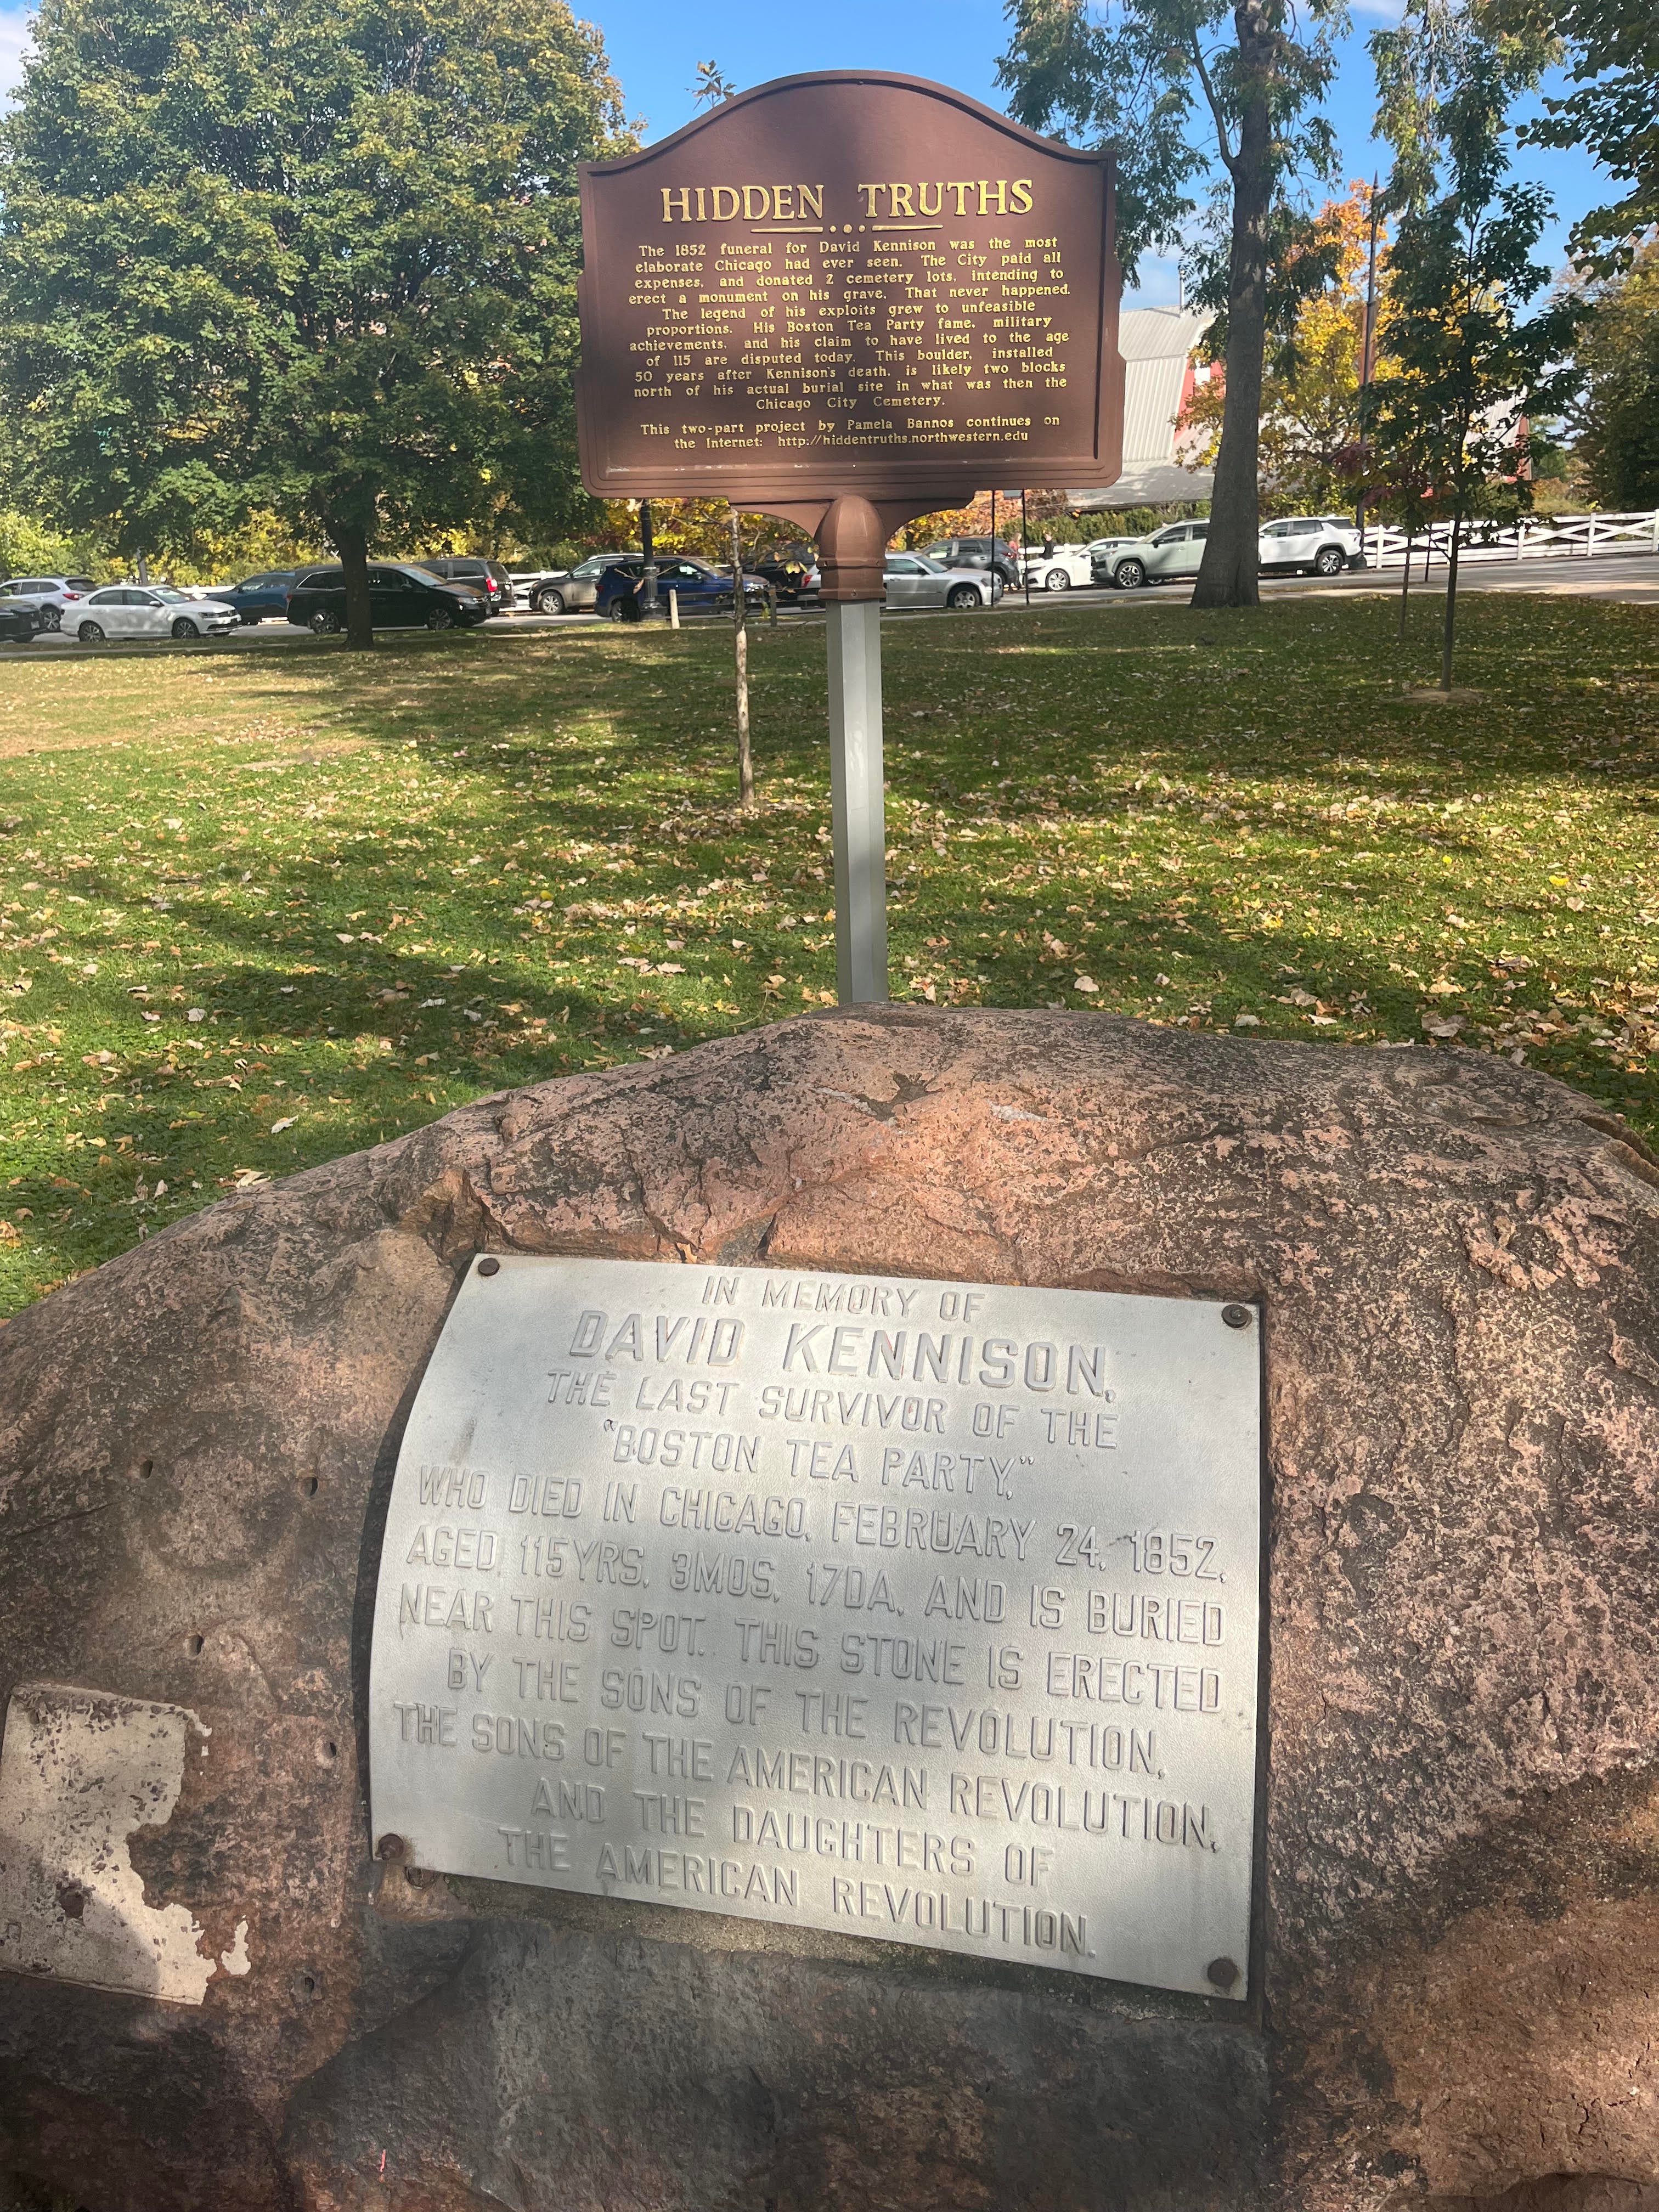 HIDDEN TRUTHS
The 1852 funeral for David Kennison was the most
elaborate Chicago had ever seen. The City paid all
expenses, and donated 2 cemetery lots, intending to
erect a monument on his grave. That never happened.
The legend of his exploits grew to unfeasible
proportions. His Boston Tea Party fame, military
achievements, and his claim to have lived to the age
of 115 are disputed today. This boulder, installed
50 years after Kennison's death, is likely two blocks
north of his actual burial site in what was then the
Chicago City Cemetery.
This two-part project by Pamela Bannos continues on
the Internet: http://hiddentruths.northwestern.edu
IN MEMORY OF
DAVID KENNISON,
THE LAST SURVIVOR OF THE
"BOSTON TEA PARTY,"
WHO DIED IN CHICAGO, FEBRUARY 24, 1852,
AGED 115YRS. 3MOS. 17DA. AND IS BURIED
NEAR THIS SPOT. THIS STONE IS ERECTED
BY THE SONS OF THE REVOLUTION,
THE SONS OF THE AMERICAN REVOLUTION,
AND THE DAUGHTERS OF
THE AMERICAN REVOLUTION.